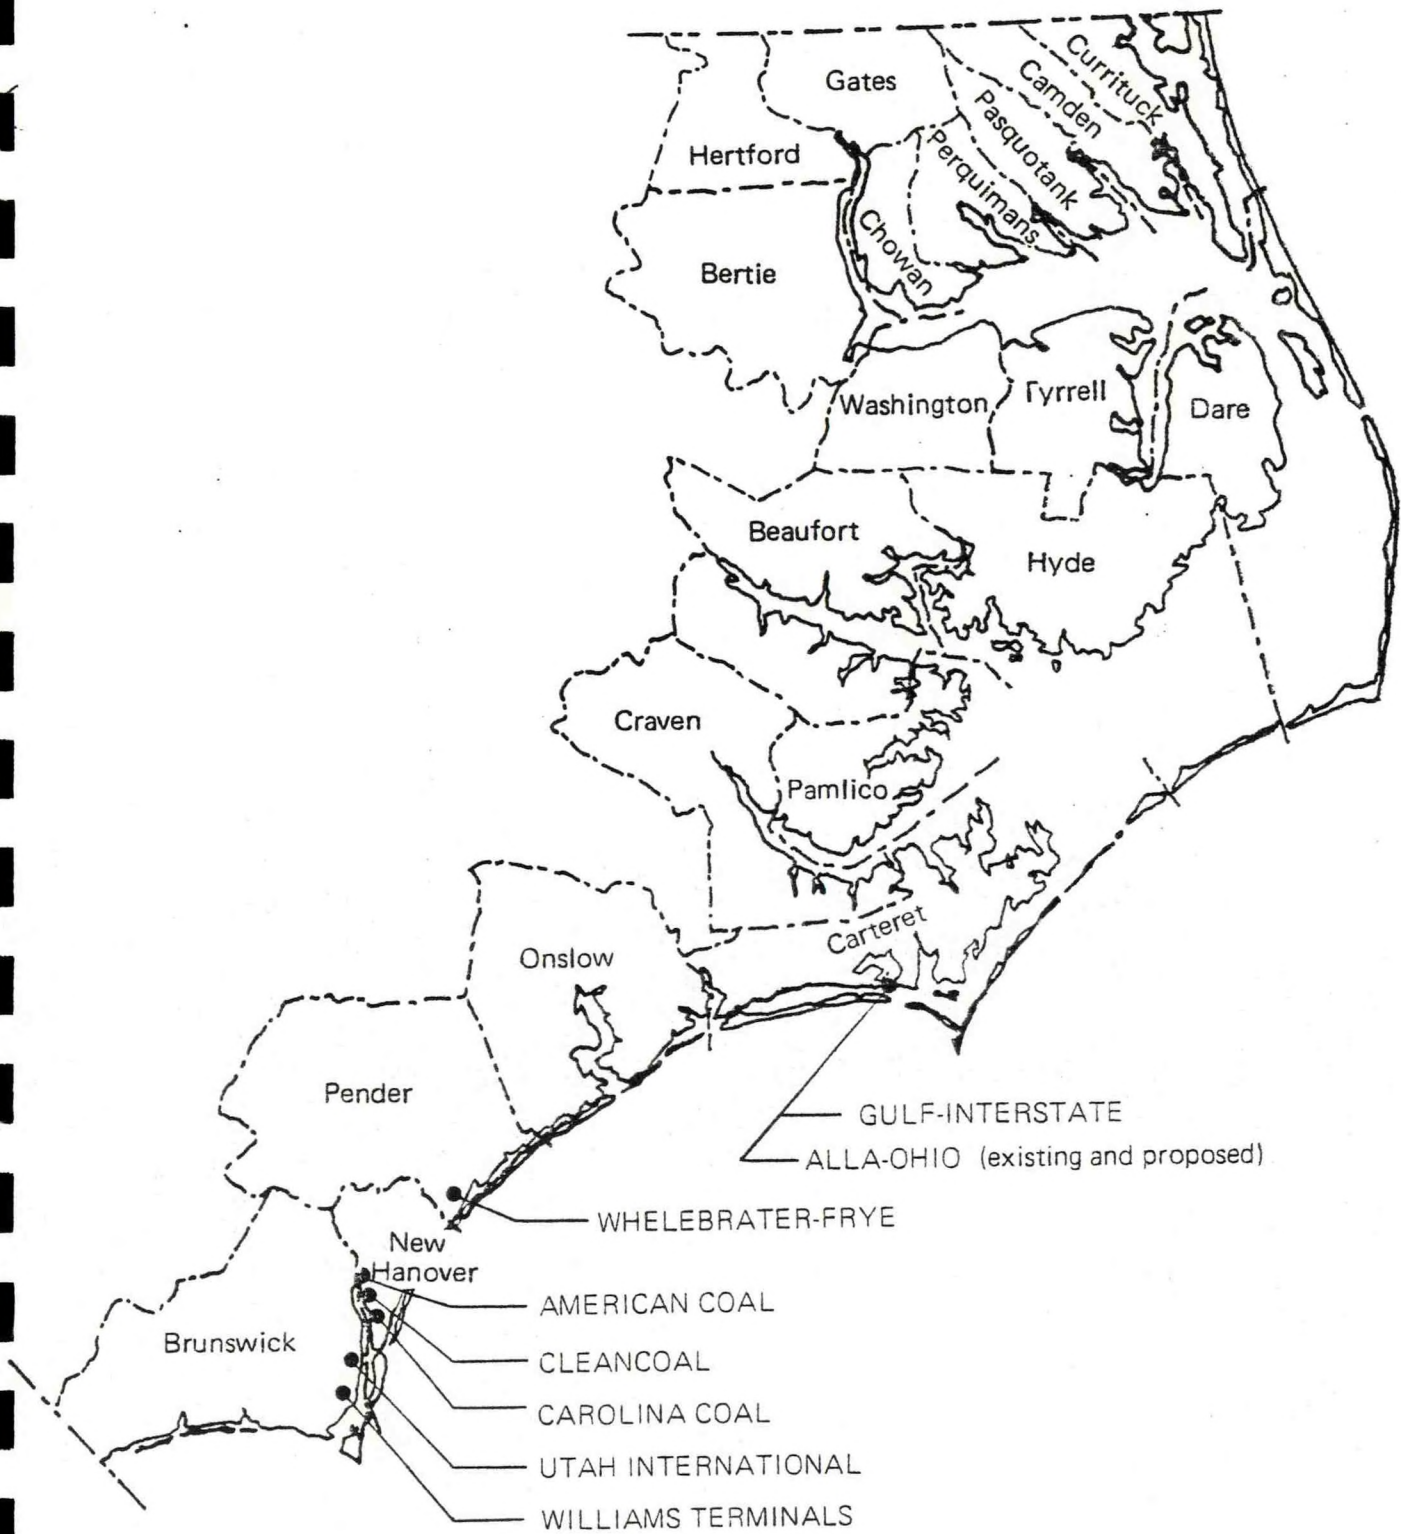 Currituck
Camden
Gates
Pasquotank
Hertford
Perquimans
Chowan
Bertie
Washington
Tyrrell
Dare
Beaufort
Hyde
Craven
Pamlico
Carteret
Onslow
Pender
GULF-INTERSTATE
ALLA-OHIO (existing and proposed)
WHELEBRATER-FRYE
New
Hanover
AMERICAN COAL
Brunswick
CLEANCOAL
CAROLINA COAL
UTAH INTERNATIONAL
WILLIAMS TERMINALS